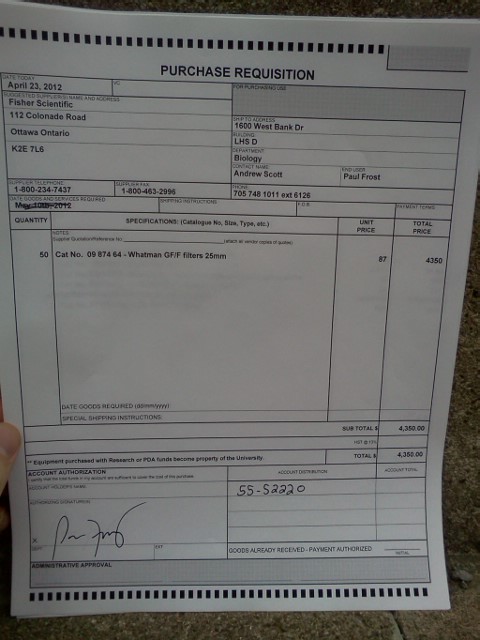 PURCHASE REQUISITION
DATE TODAY
April 23, 2012
FOR PURCHASING USE
SUGGESTED SUPPLIER(S) NAME AND ADDRESS
Fisher Scientific
112 Colonade Road
Ottawa Ontario
K2E 7L6
SHIP TO ADDRESS
1600 West Bank Dr
BUILDING
LHS D
DEPARTMENT
Biology
CONTACT NAME
Andrew Scott
END USER
Paul Frost
SUPPLIER TELEPHONE
1-800-234-7437
SUPPLIER FAX
1-800-463-2996
PHONE
705 748 1011 ext 6126
DATE GOODS AND SERVICES REQUIRED
May 10th, 2012
SHIPPING INSTRUCTIONS
F.O.B.
PAYMENT TERMS
QUANTITY
SPECIFICATIONS: (Catalogue No, Size, Type, etc.)
UNIT PRICE
TOTAL PRICE
NOTES:
Supplier Quotation/Reference No. (attach all vendor copies of quotes)
50 Cat No. 09 874 64 - Whatman GF/F filters 25mm 87 4350
DATE GOODS REQUIRED (dd/mm/yyyy)
SPECIAL SHIPPING INSTRUCTIONS:
SUB TOTAL $ 4,350.00
HST @ 13%
** Equipment purchased with Research or PDA funds become property of the University.
TOTAL $ 4,350.00
ACCOUNT AUTHORIZATION
I certify that the total funds in my account are sufficient to cover the cost of this purchase.
ACCOUNT DISTRIBUTION
ACCOUNT TOTAL
ACCOUNT HOLDER'S NAME
55-52220
AUTHORIZING SIGNATURE(S)
X
DATE
EXT
GOODS ALREADY RECEIVED - PAYMENT AUTHORIZED
INITIAL
ADMINISTRATIVE APPROVAL